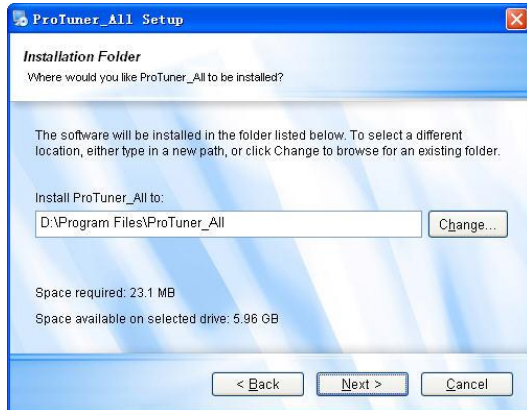 ProTuner_All Setup
Installation Folder
Where would you like ProTuner_All to be installed?
The software will be installed in the folder listed below. To select a different
location, either type in a new path, or click Change to browse for an existing folder.
Install ProTuner_All to:
D:\Program Files\ProTuner_All
Change...
Space required: 23.1 MB
Space available on selected drive: 5.96 GB
< Back
Next >
Cancel